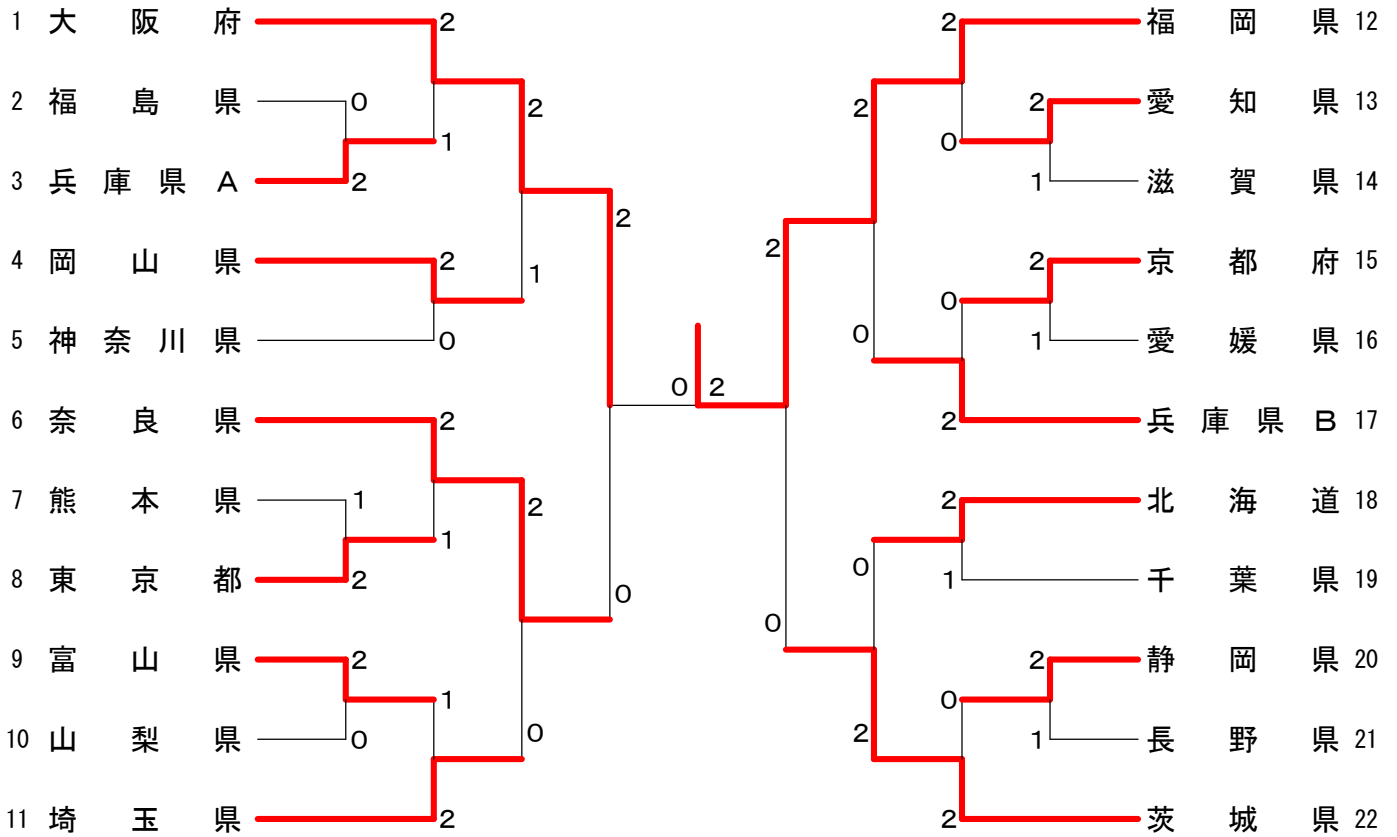 1 大阪府 2 2 福岡県 12
2 福島県 0 2 2 2 愛知県 13
1 0
3 兵庫県A 2 1 滋賀県 14
2 2
4 岡山県 2 1 2 京都府 15
0
5 神奈川県 0 0 1 愛媛県 16
0 2
6 奈良県 2 2 兵庫県B 17
7 熊本県 1 2 2 北海道 18
1
8 東京都 2 0 0 1 千葉県 19
0
9 富山県 2 2 静岡県 20
1 0
10 山梨県 0 0 2 1 長野県 21
11 埼玉県 2 2 茨城県 22